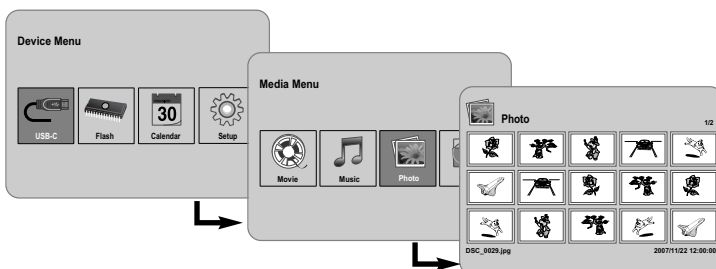 Device Menu
USB-C
Flash
30
Calendar
Setup
Media Menu
Movie
Music
Photo
Photo
1/2
DSC_0029.jpg
2007/11/22 12:00:00